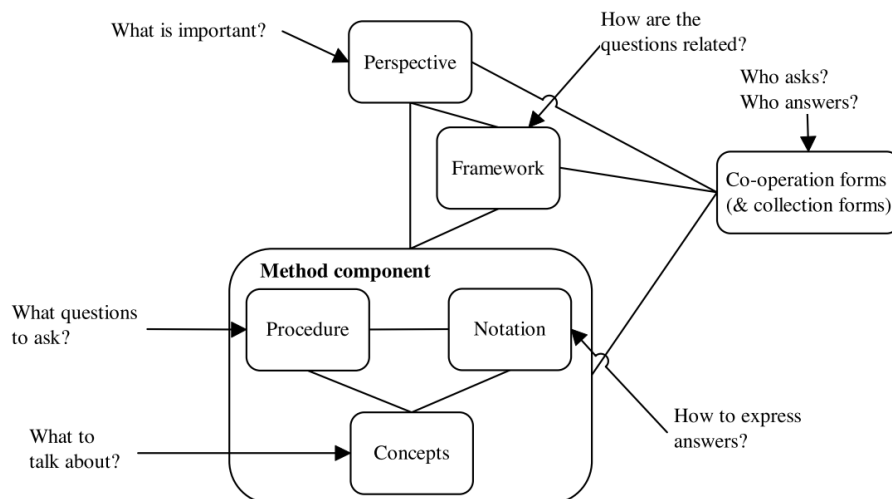 What is important?
Perspective
How are the
questions related?
Who asks?
Who answers?
Framework
Co-operation forms
(& collection forms)
Method component
What questions
to ask?
Procedure
Notation
How to express
answers?
What to
talk about?
Concepts